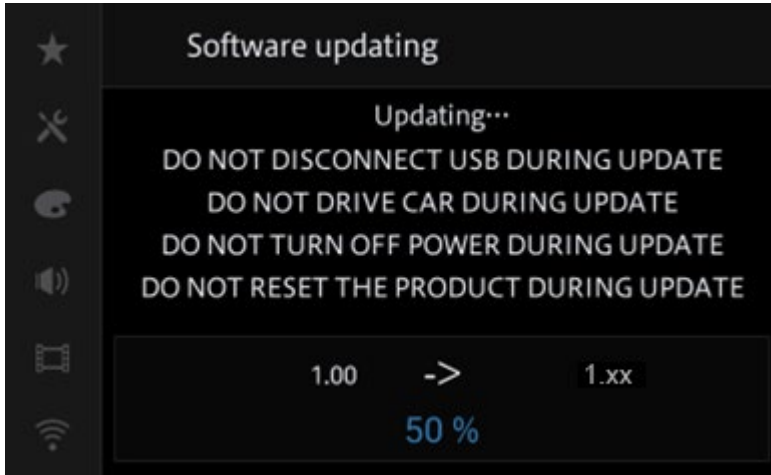 Software updating
Updating···
DO NOT DISCONNECT USB DURING UPDATE
DO NOT DRIVE CAR DURING UPDATE
DO NOT TURN OFF POWER DURING UPDATE
DO NOT RESET THE PRODUCT DURING UPDATE
1.00 -> 1.xx
50 %